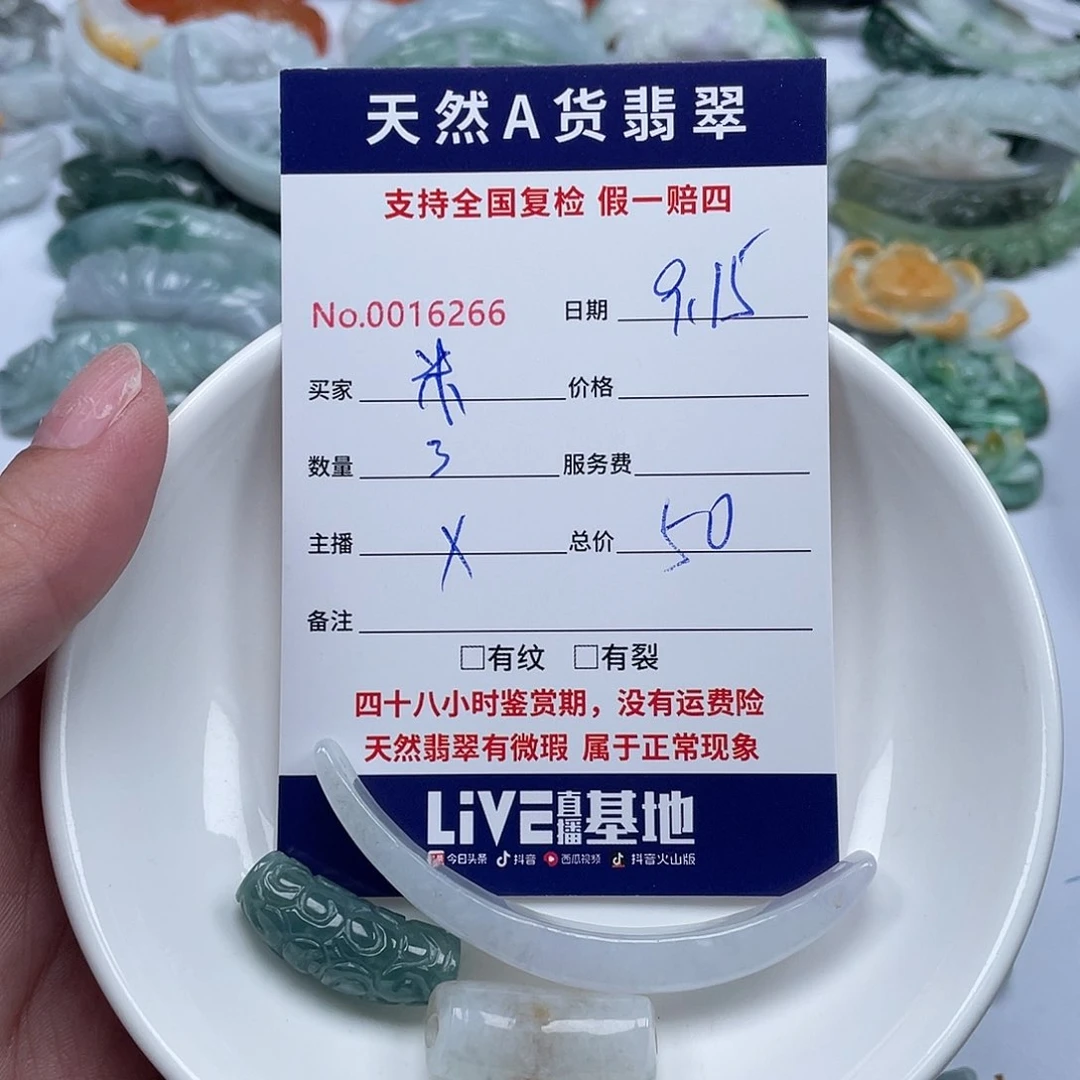 天然A货翡翠
支持全国复检 假一赔四
No.0016266 日期 9.15
买家 米 价格
数量 3 服务费
主播 X 总价 50
备注
□有纹 □有裂
四十八小时鉴赏期，没有运费险
天然翡翠有微瑕 属于正常现象
LiVE直播基地
今日头条 抖音 西瓜视频 抖音火山版